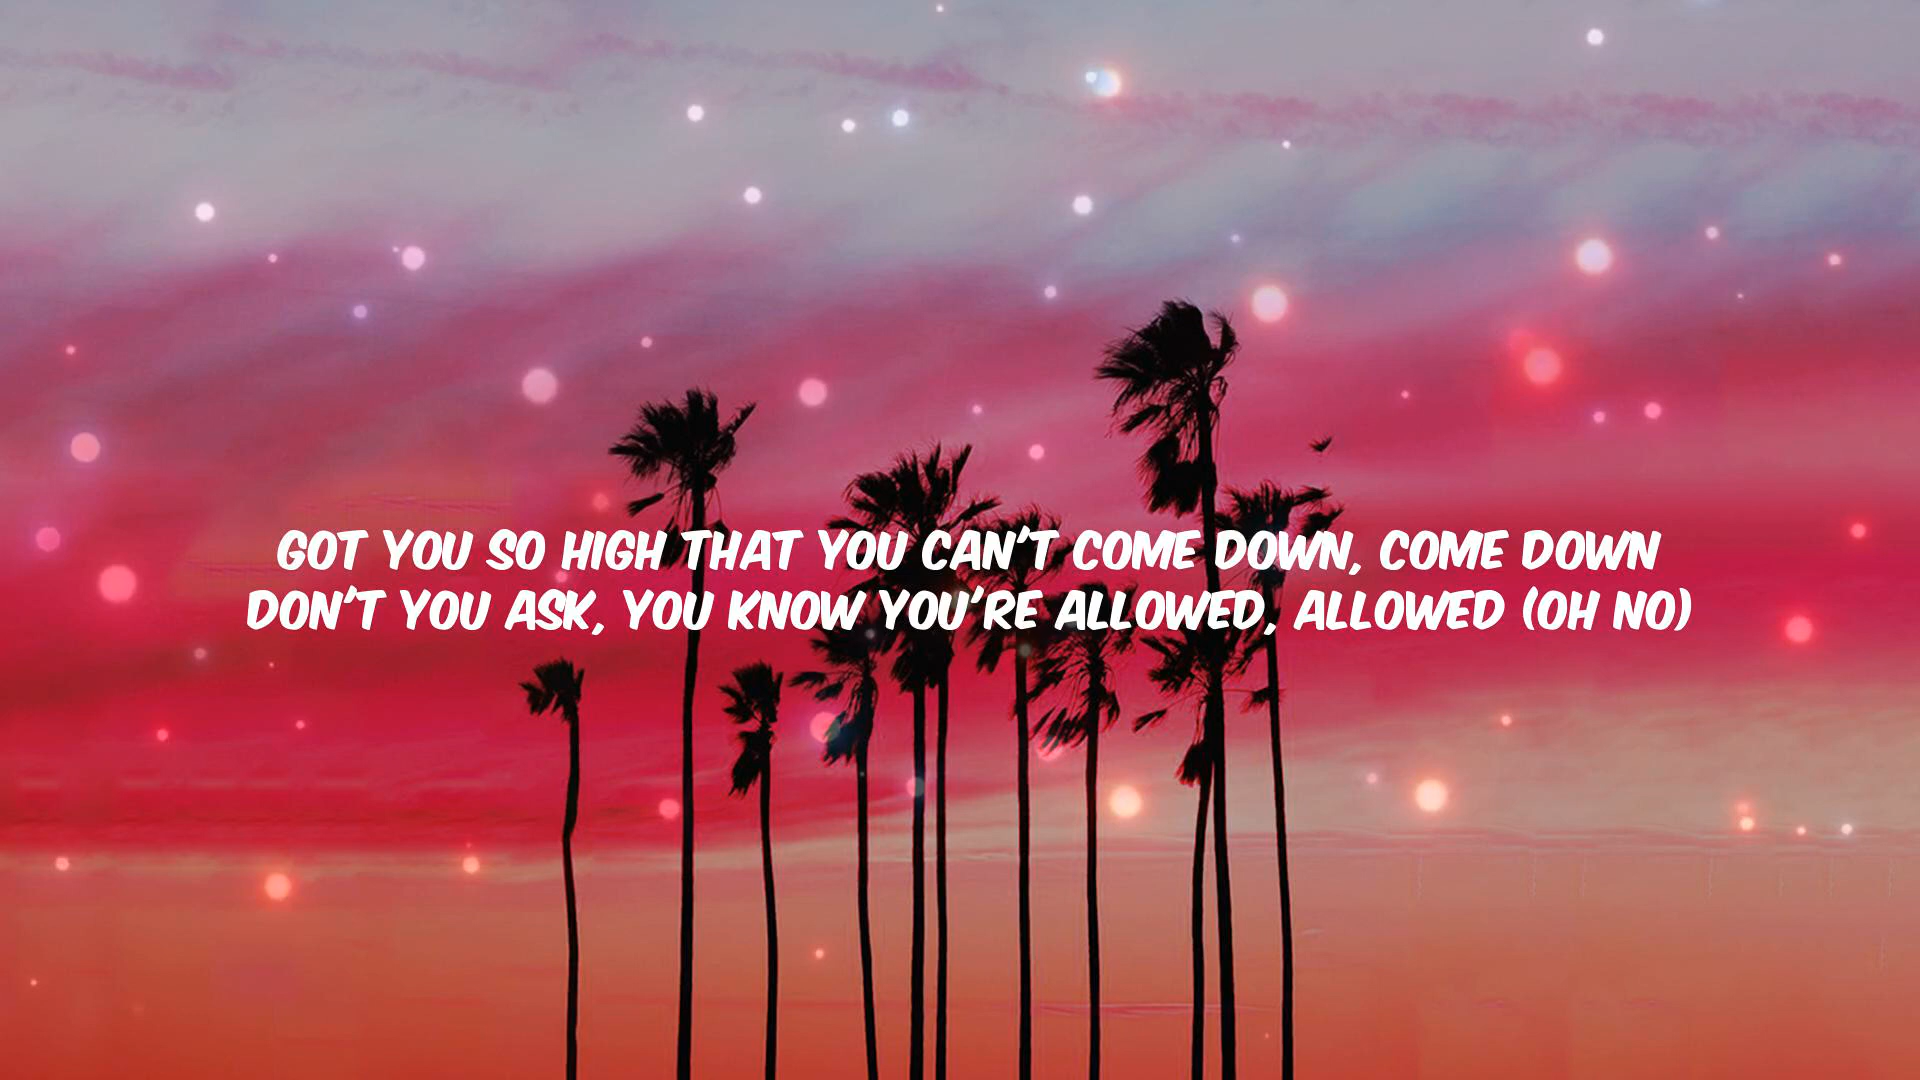 GOT YOU SO HIGH THAT YOU CAN'T COME DOWN, COME DOWN
DON'T YOU ASK, YOU KNOW YOU'RE ALLOWED, ALLOWED (OH NO)